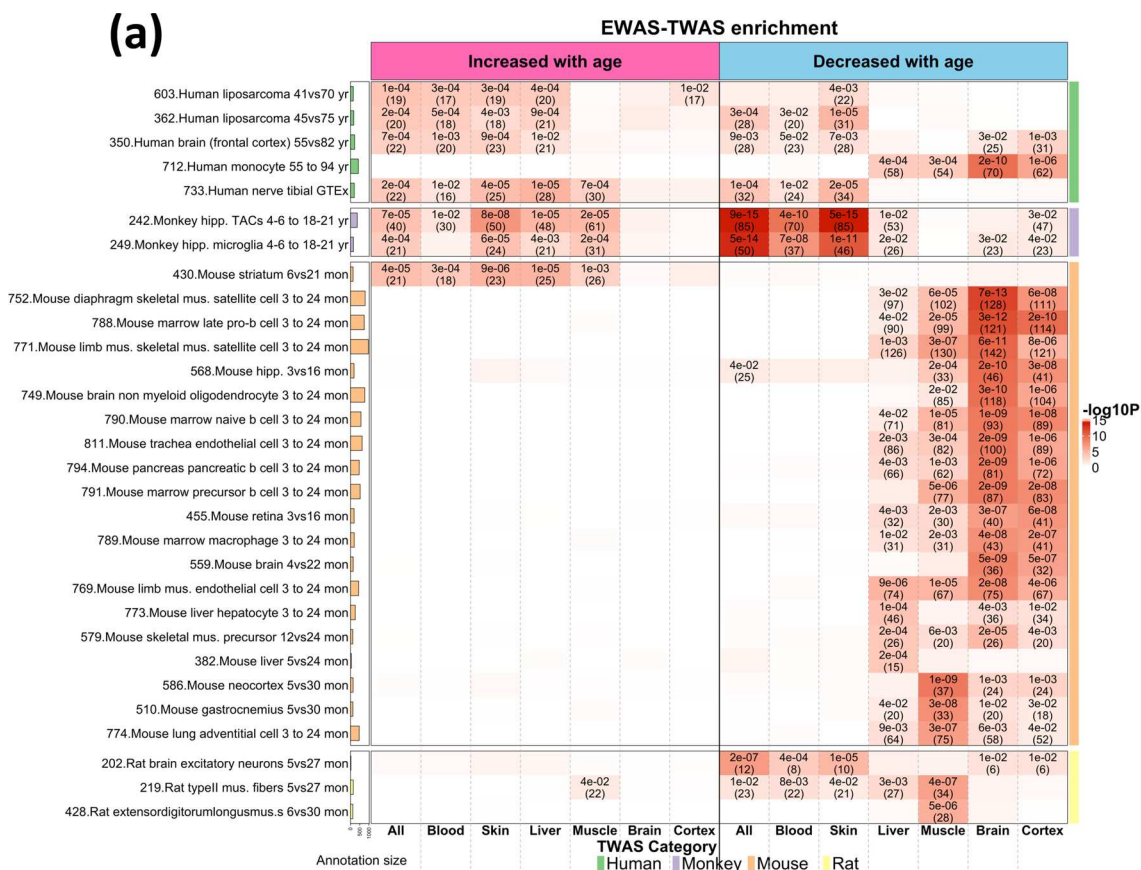 (a)
EWAS-TWAS enrichment
Increased with age Decreased with age
603.Human liposarcoma 41vs70 yr 1e-04 (19) 3e-04 (17) 3e-04 (19) 4e-04 (20) 1e-02 (17) 4e-03 (22)
362.Human liposarcoma 45vs75 yr 2e-04 (20) 5e-04 (18) 4e-03 (18) 9e-04 (21) 3e-04 (28) 3e-02 (20) 1e-05 (31)
350.Human brain (frontal cortex) 55vs82 yr 7e-04 (22) 1e-03 (20) 9e-04 (23) 1e-02 (21) 9e-03 (28) 5e-02 (23) 7e-03 (28) 3e-02 (25) 1e-03 (31)
712.Human monocyte 55 to 94 yr 4e-04 (58) 3e-04 (54) 2e-10 (70) 1e-06 (62)
733.Human nerve tibial GTEx 2e-04 (22) 1e-02 (16) 4e-05 (25) 1e-05 (28) 7e-04 (30) 1e-04 (32) 1e-02 (24) 2e-05 (34)
242.Monkey hipp. TACs 4-6 to 18-21 yr 7e-05 (40) 1e-02 (30) 8e-08 (50) 1e-05 (48) 2e-05 (61) 9e-15 (85) 4e-10 (70) 5e-15 (85) 1e-02 (53) 3e-02 (47)
249.Monkey hipp. microglia 4-6 to 18-21 yr 4e-04 (21) 6e-05 (24) 4e-03 (21) 2e-04 (31) 5e-14 (50) 7e-08 (37) 1e-11 (46) 2e-02 (26) 3e-02 (23) 4e-02 (23)
430.Mouse striatum 6vs21 mon 4e-05 (21) 3e-04 (18) 9e-06 (23) 1e-05 (25) 1e-03 (26)
752.Mouse diaphragm skeletal mus. satellite cell 3 to 24 mon 3e-02 (97) 6e-05 (102) 7e-13 (128) 6e-08 (111)
788.Mouse marrow late pro-b cell 3 to 24 mon 4e-02 (90) 2e-05 (99) 3e-12 (121) 2e-10 (114)
771.Mouse limb mus. skeletal mus. satellite cell 3 to 24 mon 1e-03 (126) 3e-07 (130) 6e-11 (142) 8e-06 (121)
568.Mouse hipp. 3vs16 mon 4e-02 (25) 2e-04 (33) 2e-10 (46) 3e-08 (41)
749.Mouse brain non myeloid oligodendrocyte 3 to 24 mon 2e-02 (85) 3e-10 (118) 1e-06 (104)
790.Mouse marrow naive b cell 3 to 24 mon 4e-02 (71) 1e-05 (81) 1e-09 (93) 1e-08 (89)
811.Mouse trachea endothelial cell 3 to 24 mon 2e-03 (86) 3e-04 (82) 2e-09 (100) 1e-06 (89)
794.Mouse pancreas pancreatic b cell 3 to 24 mon 4e-03 (66) 1e-03 (62) 2e-09 (81) 1e-06 (72)
791.Mouse marrow precursor b cell 3 to 24 mon 5e-06 (77) 2e-09 (87) 2e-08 (83)
455.Mouse retina 3vs16 mon 4e-03 (32) 2e-03 (30) 3e-07 (40) 6e-08 (41)
789.Mouse marrow macrophage 3 to 24 mon 1e-02 (31) 2e-03 (31) 4e-08 (43) 2e-07 (41)
559.Mouse brain 4vs22 mon 5e-09 (36) 5e-07 (32)
769.Mouse limb mus. endothelial cell 3 to 24 mon 9e-06 (74) 1e-05 (67) 2e-08 (75) 4e-06 (67)
773.Mouse liver hepatocyte 3 to 24 mon 1e-04 (46) 4e-03 (36) 1e-02 (34)
579.Mouse skeletal mus. precursor 12vs24 mon 2e-04 (26) 6e-03 (20) 2e-05 (26) 4e-03 (20)
382.Mouse liver 5vs24 mon 2e-04 (15)
586.Mouse neocortex 5vs30 mon 1e-09 (37) 1e-03 (24) 1e-03 (24)
510.Mouse gastrocnemius 5vs30 mon 4e-02 (20) 3e-08 (33) 1e-02 (20) 3e-02 (18)
774.Mouse lung adventitial cell 3 to 24 mon 9e-03 (64) 3e-07 (75) 6e-03 (58) 4e-02 (52)
202.Rat brain excitatory neurons 5vs27 mon 2e-07 (12) 4e-04 (8) 1e-05 (10) 1e-02 (6) 1e-02 (6)
219.Rat typeII mus. fibers 5vs27 mon 4e-02 (22) 1e-02 (23) 8e-03 (22) 4e-02 (21) 3e-03 (27) 4e-07 (34)
428.Rat extensordigitorumlongusmus.s 6vs30 mon 5e-06 (28)
-log10P
15
10
5
0
0 500 1000
All Blood Skin Liver Muscle Brain Cortex All Blood Skin Liver Muscle Brain Cortex
TWAS Category
Annotation size
Human Monkey Mouse Rat